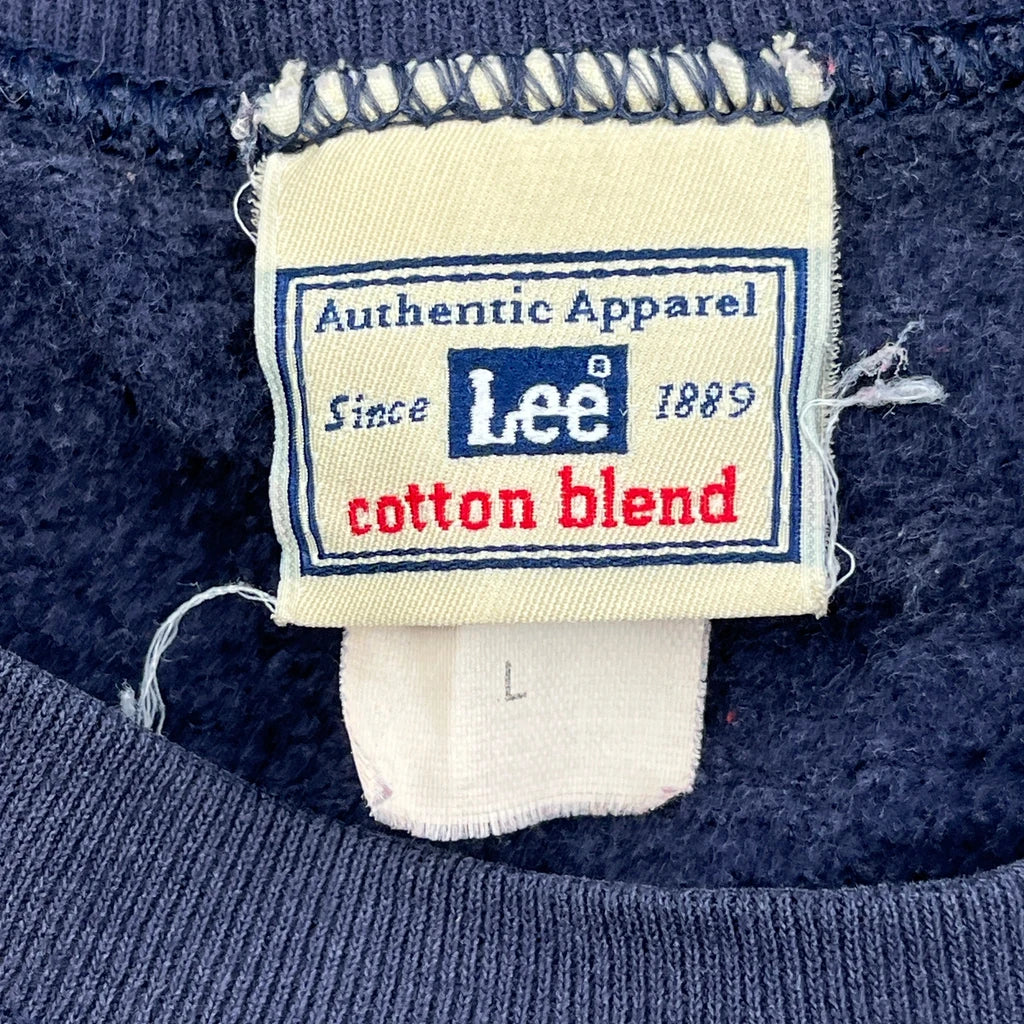 Authentic Apparel
Since Lee® 1889
cotton blend
L